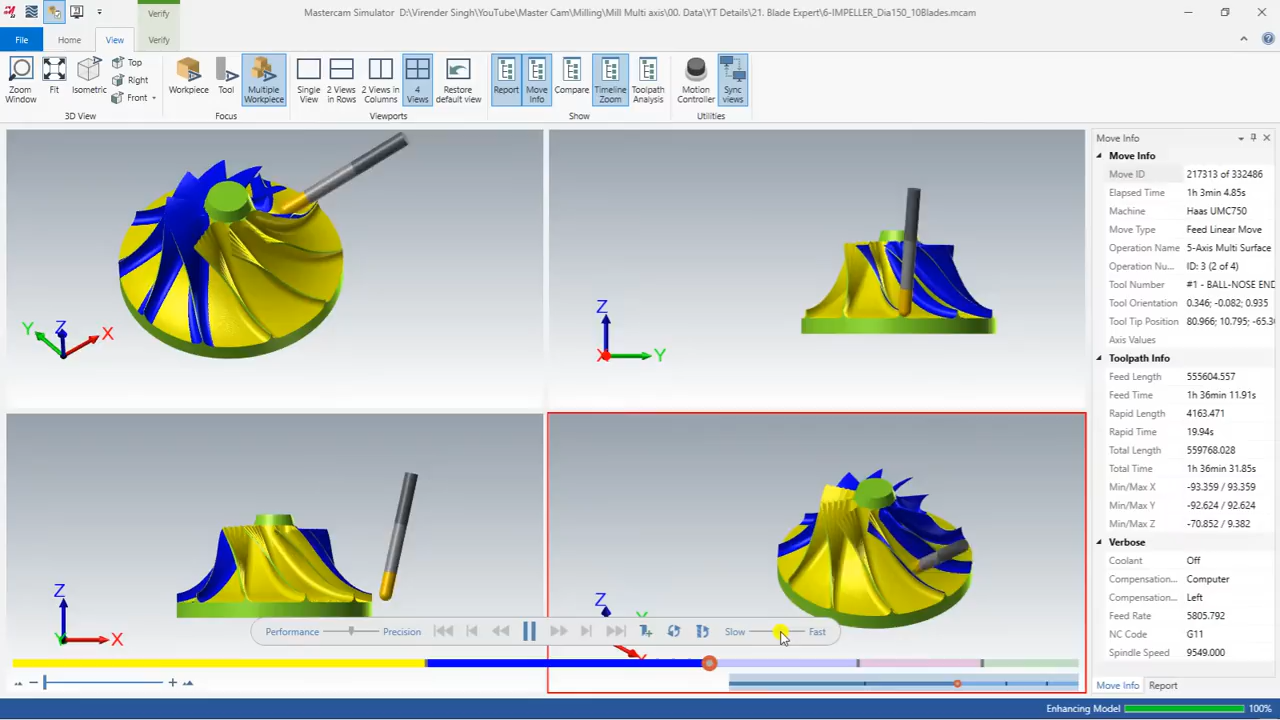 Verify
Mastercam Simulator D:\Virender Singh\YouTube\Master Cam\Milling\Mill Multi axis\00. Data\YT Details\21. Blade Expert\6-IMPELLER_Dia150_10Blades.mcam
File Home View Verify
Zoom Window
Fit
Isometric
Top
Right
Front
3D View
Workpiece
Tool
Multiple Workpiece
Focus
Single View
2 Views in Rows
2 Views in Columns
4 Views
Restore default view
Viewports
Report
Move Info
Compare
Timeline Zoom
Toolpath Analysis
Show
Motion Controller
Sync views
Utilities
Move Info
Move Info
Move ID 217313 of 332486
Elapsed Time 1h 3min 4.85s
Machine Haas UMC750
Move Type Feed Linear Move
Operation Name 5-Axis Multi Surface
Operation Nu... ID: 3 (2 of 4)
Tool Number #1 - BALL-NOSE END
Tool Orientation 0.346; -0.082; 0.935
Tool Tip Position 80.966; 10.795; -65.3
Axis Values
Toolpath Info
Feed Length 555604.557
Feed Time 1h 36min 11.91s
Rapid Length 4163.471
Rapid Time 19.94s
Total Length 559768.028
Total Time 1h 36min 31.85s
Min/Max X -93.359 / 93.359
Min/Max Y -92.624 / 92.624
Min/Max Z -70.852 / 9.382
Verbose
Coolant Off
Compensation... Computer
Compensation... Left
Feed Rate 5805.792
NC Code G11
Spindle Speed 9549.000
Move Info Report
Y Z X
Z X Y
Z Y X
Z Y
Performance Precision Slow Fast
Enhancing Model 100%